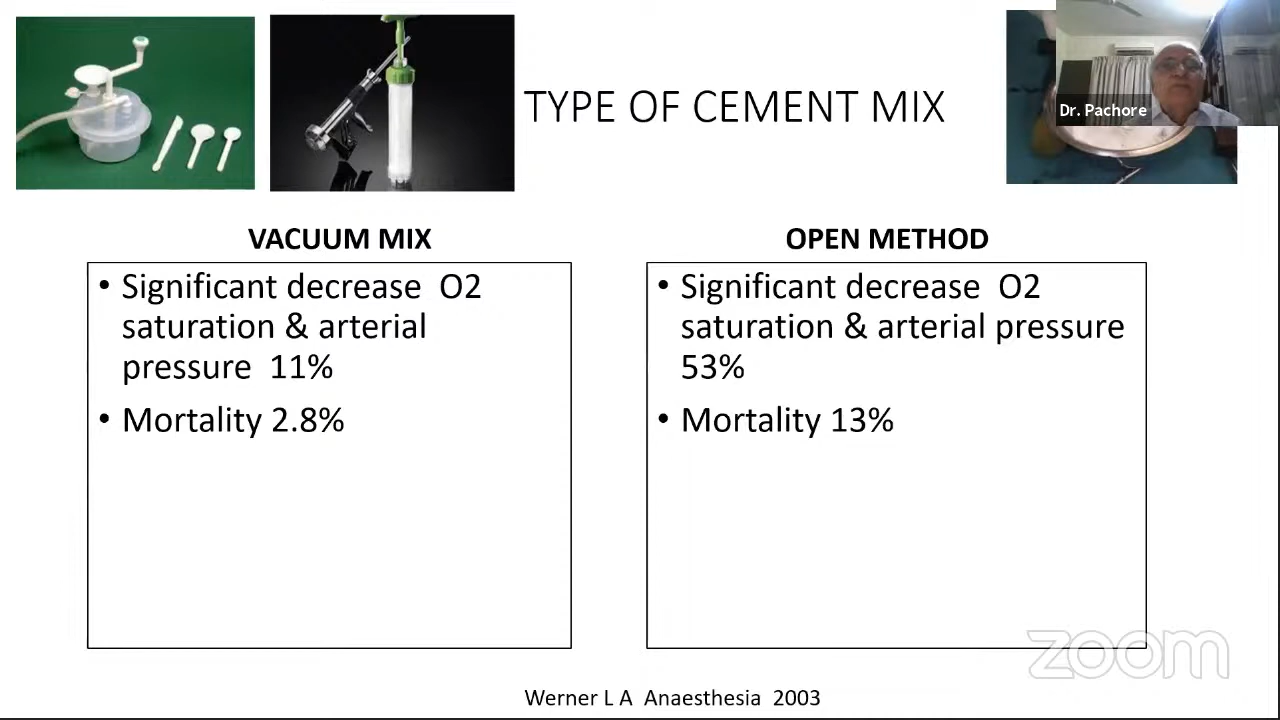 TYPE OF CEMENT MIX
Dr. Pachore
VACUUM MIX
• Significant decrease O2
saturation & arterial
pressure 11%
• Mortality 2.8%
OPEN METHOD
• Significant decrease O2
saturation & arterial pressure
53%
• Mortality 13%
zoom
Werner L A Anaesthesia 2003